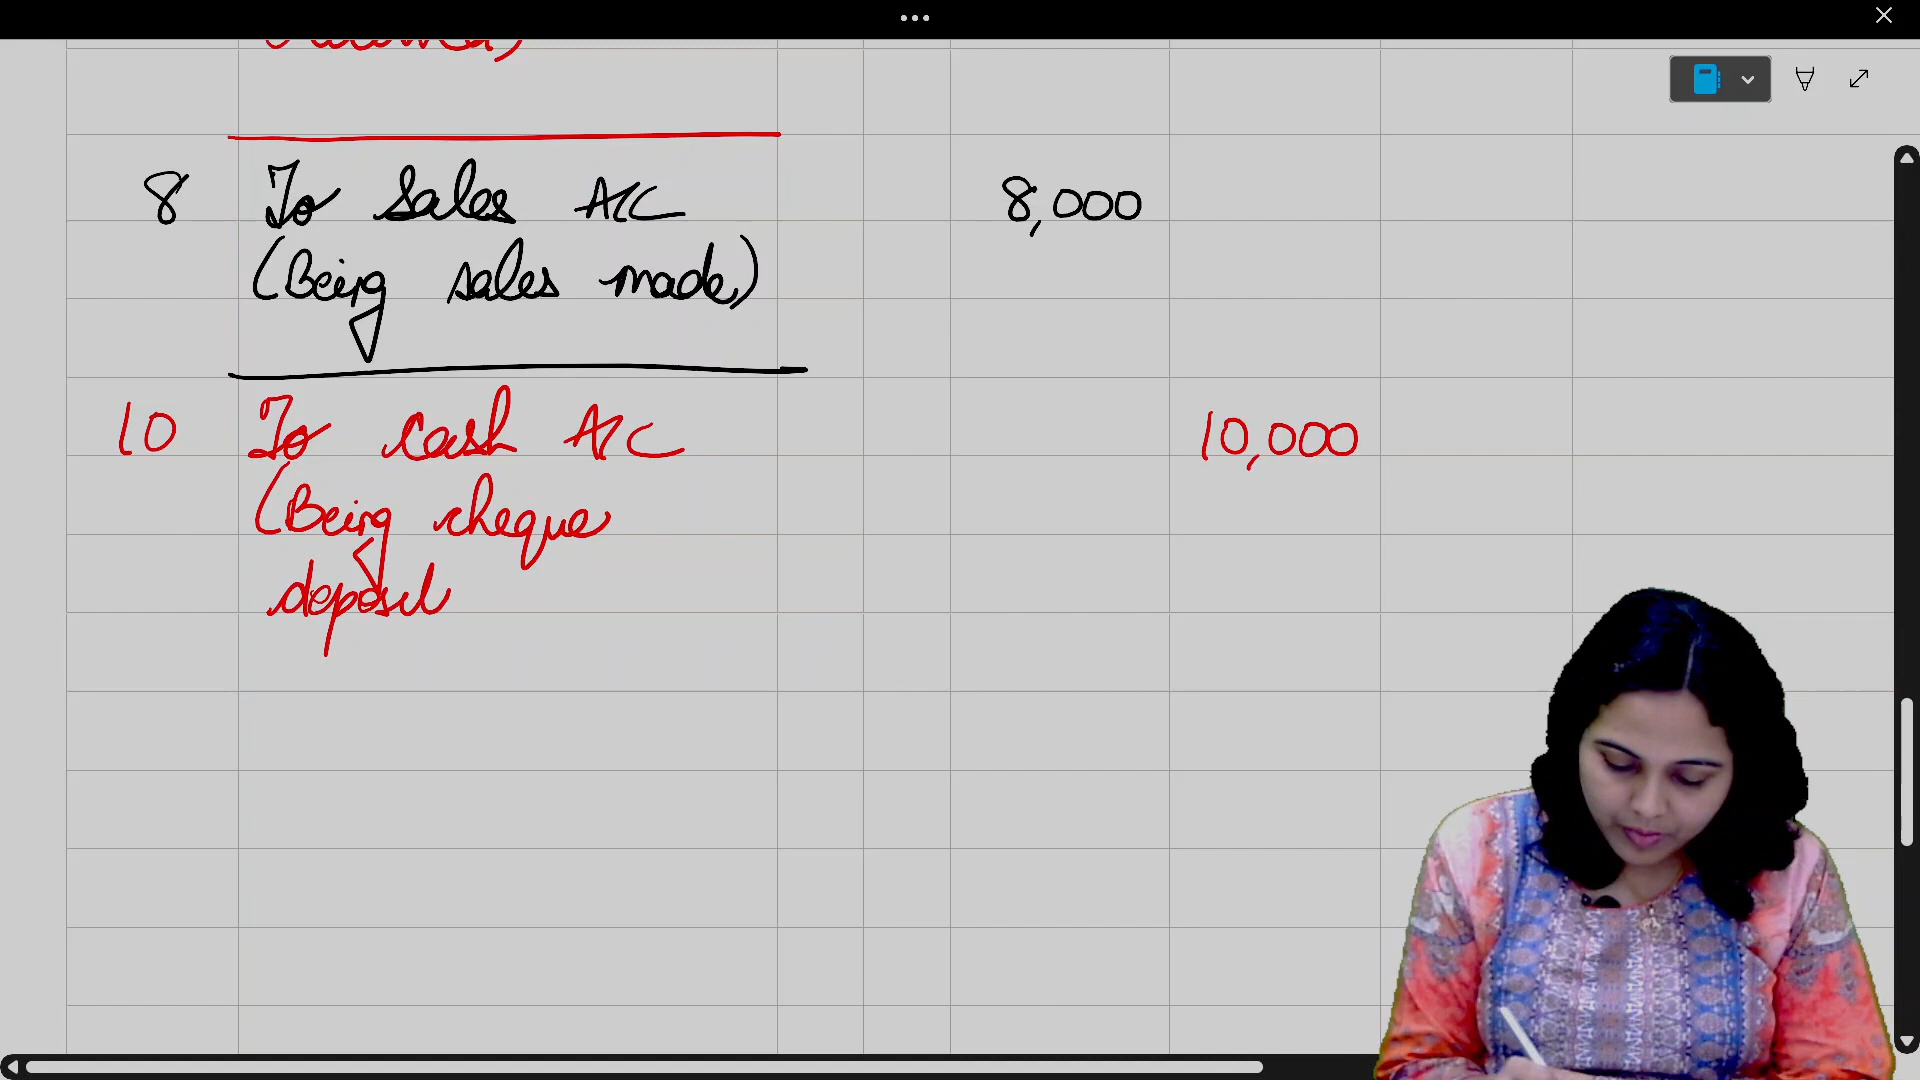 8 To Sales A/C 8,000
(Being sales made)
10 To cash A/C 10,000
(Being cheque
deposit